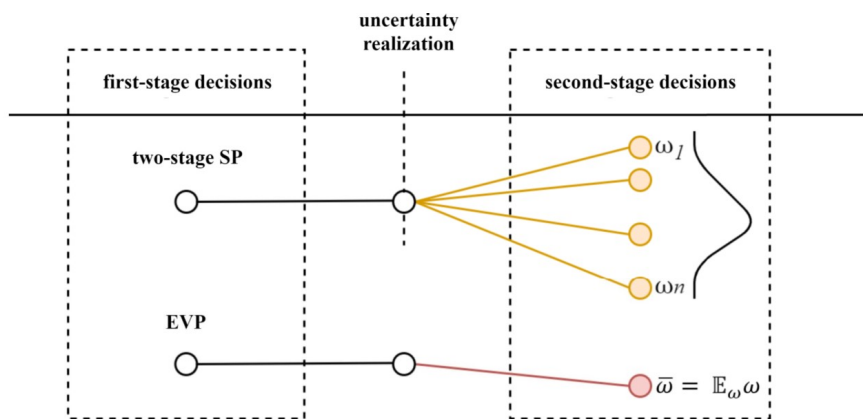 uncertainty
realization
first-stage decisions
second-stage decisions
two-stage SP
ω1
ωn
EVP
ω̅ = 𝔼ωω